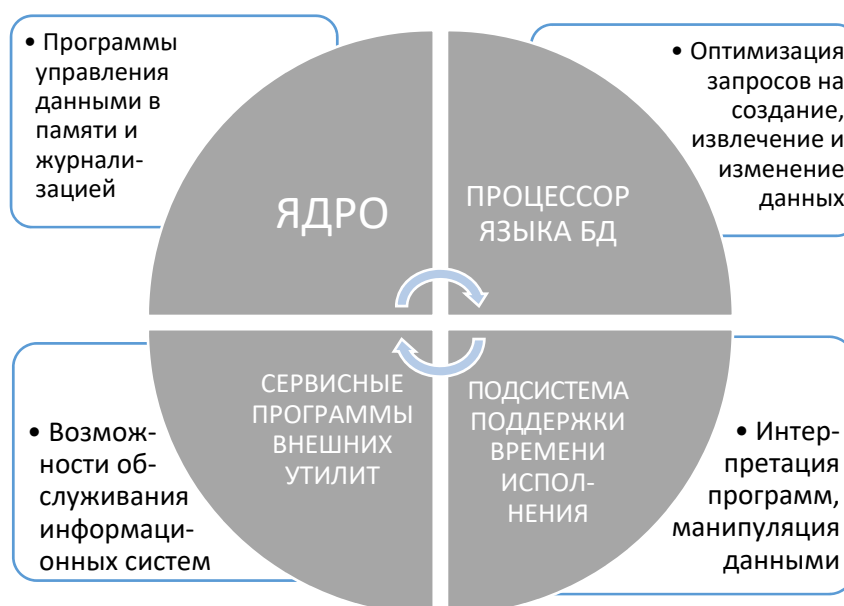 • Программы
управления
данными в
памяти и
журнали-
зацией
• Оптимизация
запросов на
создание,
извлечение и
изменение
данных
ЯДРО
ПРОЦЕССОР
ЯЗЫКА БД
СЕРВИСНЫЕ
ПРОГРАММЫ
ВНЕШНИХ
УТИЛИТ
ПОДСИСТЕМА
ПОДДЕРЖКИ
ВРЕМЕНИ
ИСПОЛ-
НЕНИЯ
• Возмож-
ности об-
служивания
информаци-
онных систем
• Интер-
претация
программ,
манипуляция
данными